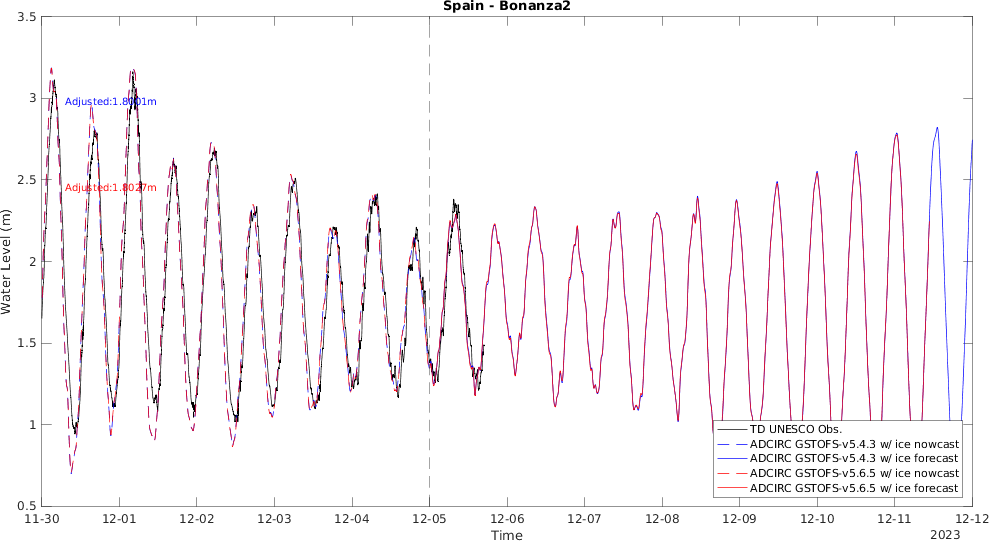 Spain - Bonanza2
3.5
3
2.5
2
1.5
1
0.5
Water Level (m)
Adjusted:1.8001m
Adjusted:1.8027m
TD UNESCO Obs.
ADCIRC GSTOFS-v5.4.3 w/ ice nowcast
ADCIRC GSTOFS-v5.4.3 w/ ice forecast
ADCIRC GSTOFS-v5.6.5 w/ ice nowcast
ADCIRC GSTOFS-v5.6.5 w/ ice forecast
11-30 12-01 12-02 12-03 12-04 12-05 12-06 12-07 12-08 12-09 12-10 12-11 12-12
Time
2023